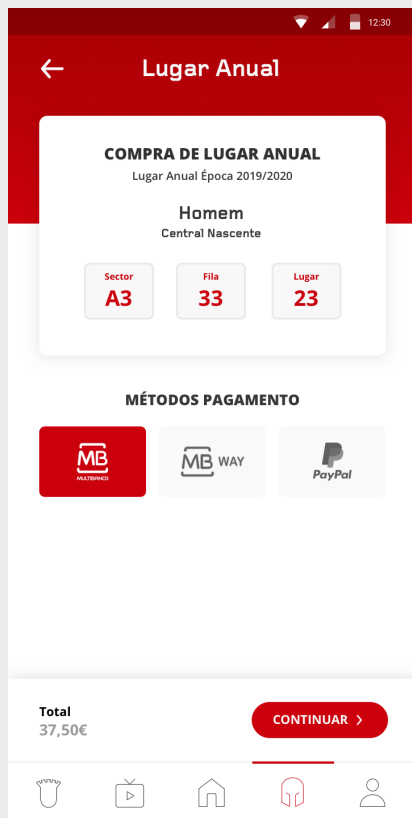 12:30
Lugar Anual
COMPRA DE LUGAR ANUAL
Lugar Anual Época 2019/2020
Homem
Central Nascente
Sector Fila Lugar
A3 33 23
MÉTODOS PAGAMENTO
MB MB WAY PayPal
MULTIBANCO
Total
37,50€
CONTINUAR